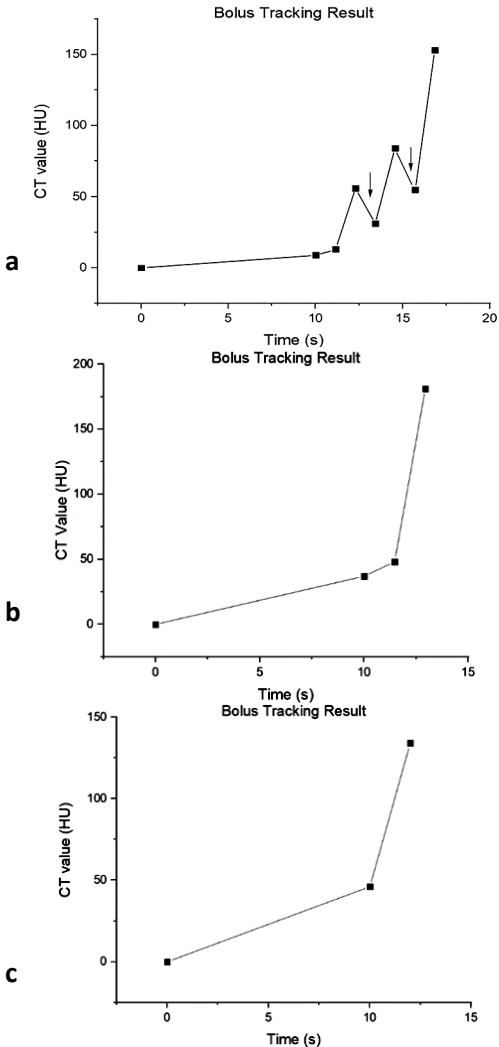 Bolus Tracking Result
150
100
50
0
CT value (HU)
0 5 10 15 20
Time (s)
a
Bolus Tracking Result
200
150
100
50
0
CT Value (HU)
0 5 10 15
Time (s)
b
Bolus Tracking Result
150
100
50
0
CT value (HU)
0 5 10 15
Time (s)
c